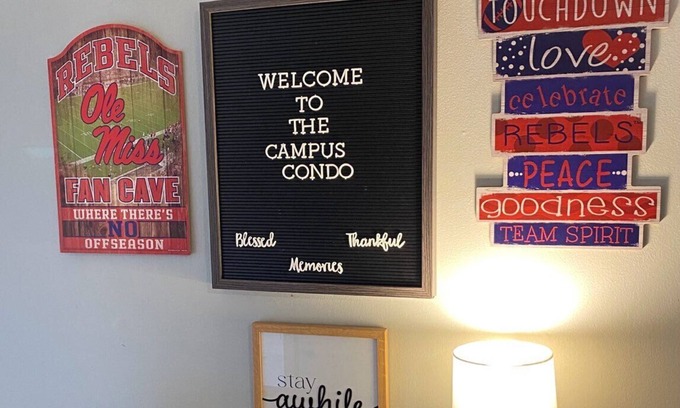 REBELS
Ole
Miss
FAN CAVE
WHERE THERE'S
NO
OFFSEASON
WELCOME
TO
THE
CAMPUS
CONDO
Blessed
Thankful
Memories
stay
awhile
TOUCHDOWN
love
celebrate
REBELS
PEACE
goodness
TEAM SPIRIT